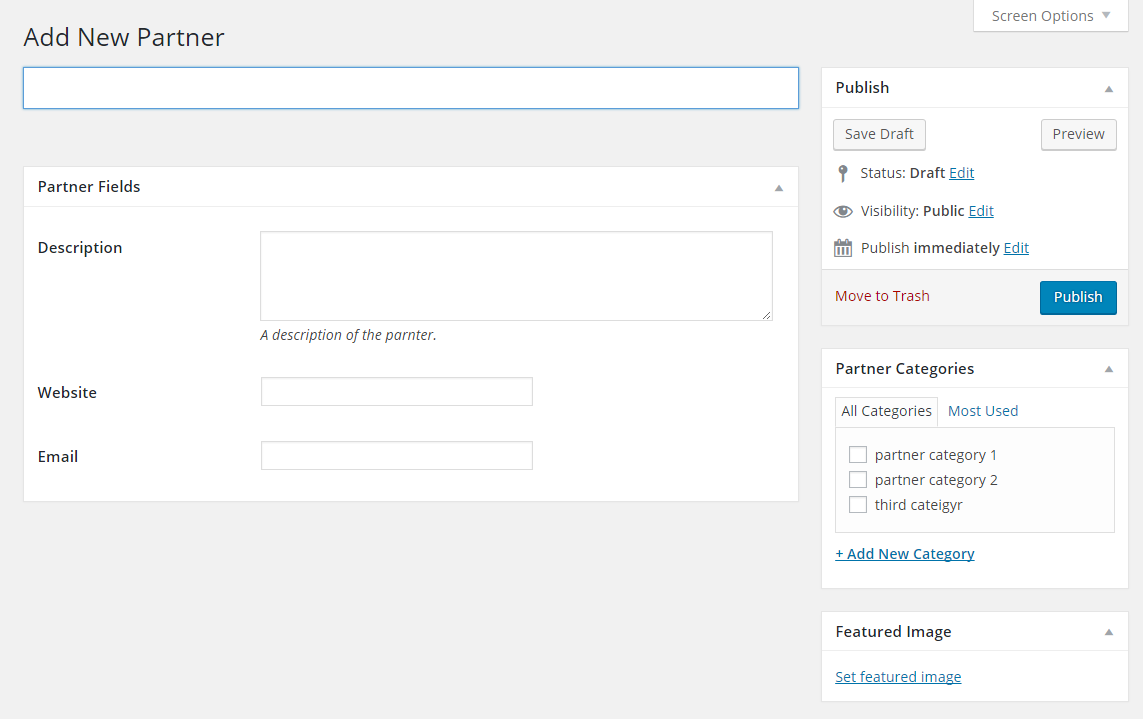 Screen Options
Add New Partner
Partner Fields
Description
A description of the parnter.
Website
Email
Publish
Save Draft
Preview
Status: Draft Edit
Visibility: Public Edit
Publish immediately Edit
Move to Trash
Publish
Partner Categories
All Categories
Most Used
partner category 1
partner category 2
third cateigyr
+ Add New Category
Featured Image
Set featured image